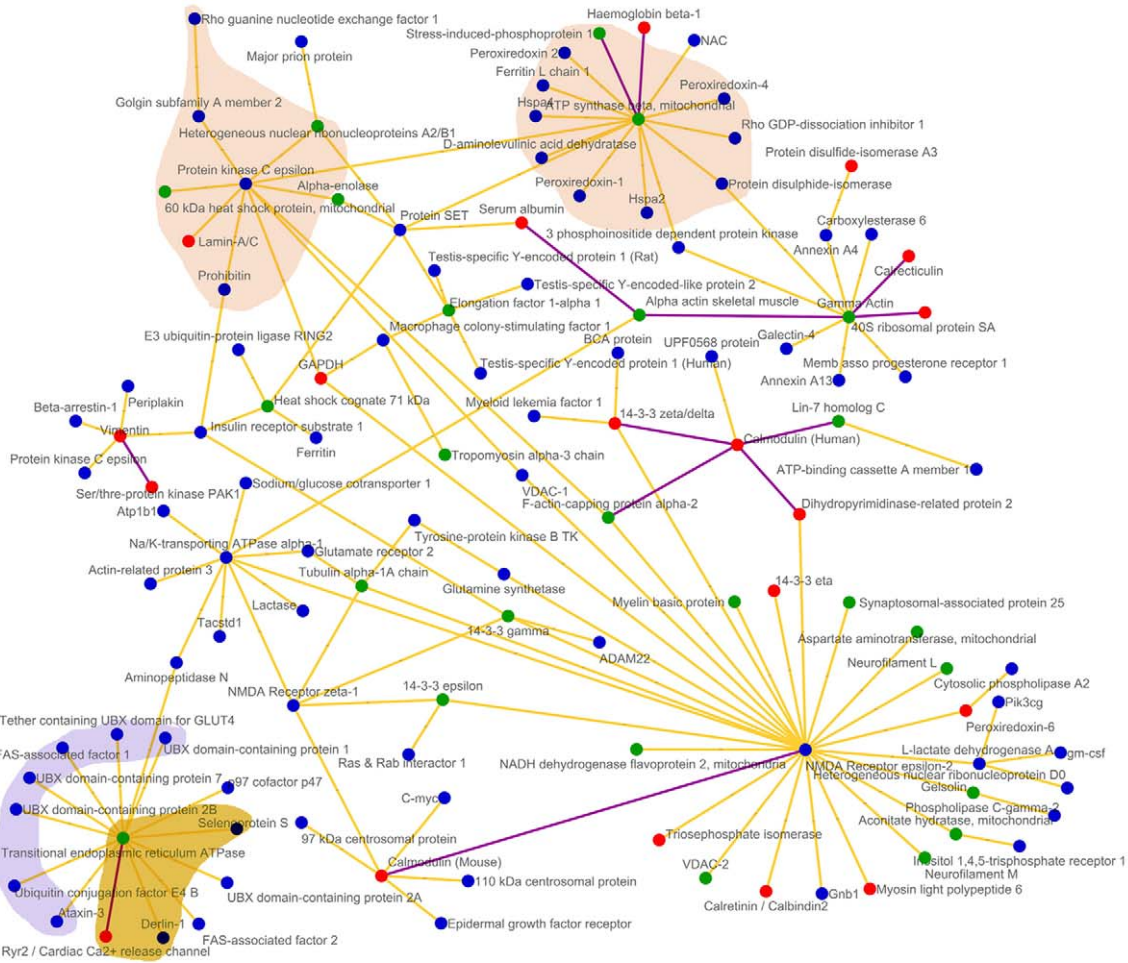 Rho guanine nucleotide exchange factor 1
Haemoglobin beta-1
Stress-induced-phosphoprotein 1
NAC
Major prion protein
Peroxiredoxin 2
Ferritin L chain 1
Peroxiredoxin-4
Golgin subfamily A member 2
Hspa4
ATP synthase beta, mitochondrial
Heterogeneous nuclear ribonucleoproteins A2/B1
Rho GDP-dissociation inhibitor 1
D-aminolevulinic acid dehydratase
Protein disulfide-isomerase A3
Protein kinase C epsilon
Alpha-enolase
Peroxiredoxin-1
Protein disulphide-isomerase
60 kDa heat shock protein, mitochondrial
Hspa2
Protein SET
Serum albumin
Carboxylesterase 6
3 phosphoinositide dependent protein kinase
Lamin-A/C
Annexin A4
Testis-specific Y-encoded protein 1 (Rat)
Calrecticulin
Prohibitin
Testis-specific Y-encoded-like protein 2
Elongation factor 1-alpha 1
Alpha actin skeletal muscle
Gamma Actin
Macrophage colony-stimulating factor 1
40S ribosomal protein SA
E3 ubiquitin-protein ligase RING2
BCA protein
UPF0568 protein
Galectin-4
GAPDH
Testis-specific Y-encoded protein 1 (Human)
Memb asso progesterone receptor 1
Annexin A13
Periplakin
Beta-arrestin-1
Heat shock cognate 71 kDa
Myeloid lekemia factor 1
14-3-3 zeta/delta
Lin-7 homolog C
Vimentin
Insulin receptor substrate 1
Calmodulin (Human)
Ferritin
Protein kinase C epsilon
Tropomyosin alpha-3 chain
ATP-binding cassette A member 1
Ser/thre-protein kinase PAK1
Sodium/glucose cotransporter 1
VDAC-1
F-actin-capping protein alpha-2
Dihydropyrimidinase-related protein 2
Atp1b1
Na/K-transporting ATPase alpha-1
Tyrosine-protein kinase B TK
Glutamate receptor 2
Actin-related protein 3
Tubulin alpha-1A chain
14-3-3 eta
Glutamine synthetase
Lactase
Myelin basic protein
Synaptosomal-associated protein 25
Tacstd1
14-3-3 gamma
Aspartate aminotransferase, mitochondrial
ADAM22
Neurofilament L
Aminopeptidase N
NMDA Receptor zeta-1
14-3-3 epsilon
Cytosolic phospholipase A2
Pik3cg
Tether containing UBX domain for GLUT4
Peroxiredoxin-6
FAS-associated factor 1
UBX domain-containing protein 1
Ras & Rab interactor 1
NADH dehydrogenase flavoprotein 2, mitochondria
NMDA Receptor epsilon-2
L-lactate dehydrogenase A
gm-csf
UBX domain-containing protein 7
p97 cofactor p47
Heterogeneous nuclear ribonucleoprotein D0
Gelsolin
C-myc
UBX domain-containing protein 2B
Phospholipase C-gamma-2
Selenoprotein S
97 kDa centrosomal protein
Triosephosphate isomerase
Aconitate hydratase, mitochondrial
Transitional endoplasmic reticulum ATPase
Calmodulin (Mouse)
VDAC-2
Inositol 1,4,5-trisphosphate receptor 1
Neurofilament M
110 kDa centrosomal protein
Ubiquitin conjugation factor E4 B
UBX domain-containing protein 2A
Gnb1
Myosin light polypeptide 6
Calretinin / Calbindin2
Ataxin-3
Derlin-1
Epidermal growth factor receptor
FAS-associated factor 2
Ryr2 / Cardiac Ca2+ release channel